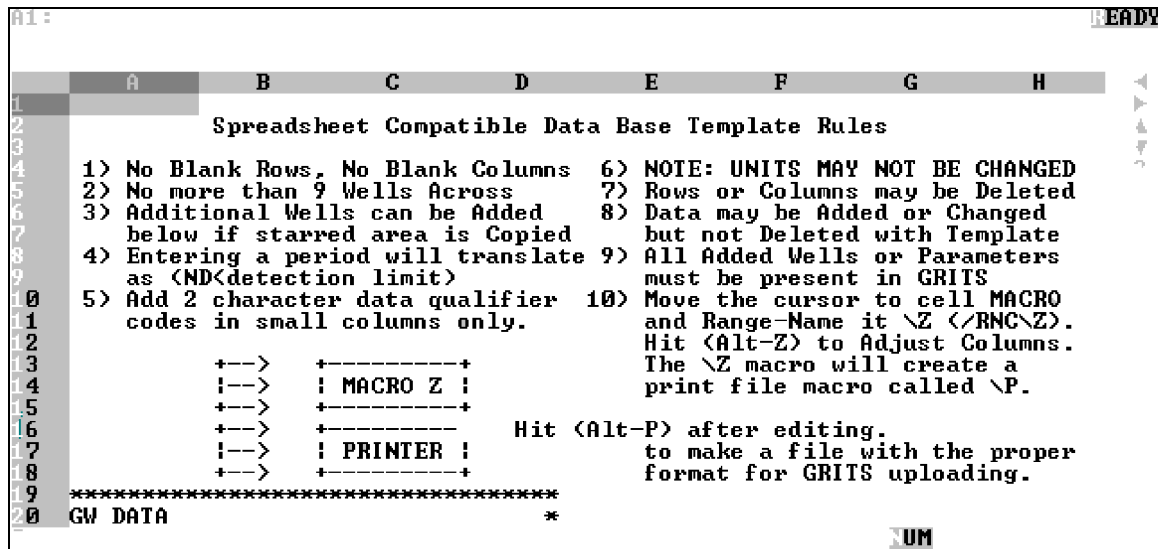 A1: READY
A B C D E F G H
1
2 Spreadsheet Compatible Data Base Template Rules
3
4 1) No Blank Rows, No Blank Columns 6) NOTE: UNITS MAY NOT BE CHANGED
5 2) No more than 9 Wells Across 7) Rows or Columns may be Deleted
6 3) Additional Wells can be Added 8) Data may be Added or Changed
7 below if starred area is Copied but not Deleted with Template
8 4) Entering a period will translate 9) All Added Wells or Parameters
9 as (ND<detection limit) must be present in GRITS
10 5) Add 2 character data qualifier 10) Move the cursor to cell MACRO
11 codes in small columns only. and Range-Name it \Z (/RNC\Z).
12 Hit (Alt-Z) to Adjust Columns.
13 +--> +----------+ The \Z macro will create a
14 |--> | MACRO Z | print file macro called \P.
15 +--> +----------+
16 +--> +--------- Hit (Alt-P) after editing.
17 |--> | PRINTER | to make a file with the proper
18 +--> +----------+ format for GRITS uploading.
19 **********************************
20 GW DATA *
NUM